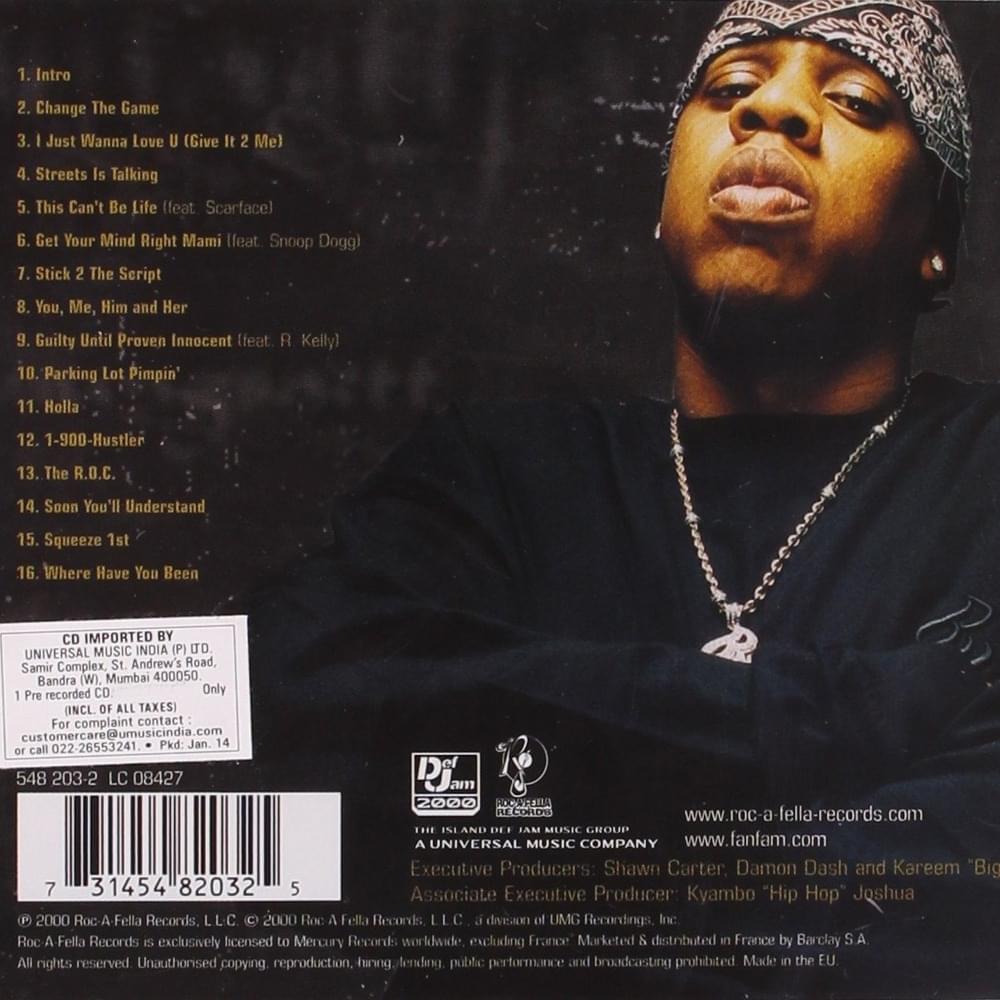 1. Intro
2. Change The Game
3. I Just Wanna Love U (Give It 2 Me)
4. Streets Is Talking
5. This Can't Be Life (feat. Scarface)
6. Get Your Mind Right Mami (feat. Snoop Dogg)
7. Stick 2 The Script
8. You, Me, Him and Her
9. Guilty Until Proven Innocent (feat. R. Kelly)
10. Parking Lot Pimpin'
11. Holla
12. 1-900-Hustler
13. The R.O.C.
14. Soon You'll Understand
15. Squeeze 1st
16. Where Have You Been
CD IMPORTED BY
UNIVERSAL MUSIC INDIA (P) LTD.
Samir Complex, St. Andrew's Road,
Bandra (W), Mumbai 400050.
1 Pre recorded CD. Only
(INCL. OF ALL TAXES)
For complaint contact :
customercare@umusicindia.com
or call 022-26553241. • Pkd: Jan. 14
548 203-2 LC 08427
7 31454 82032 5
Def Jam
2000
R
ROC-A-FELLA
RECORDS
THE ISLAND DEF JAM MUSIC GROUP
A UNIVERSAL MUSIC COMPANY
www.roc-a-fella-records.com
www.fanfam.com
Executive Producers: Shawn Carter, Damon Dash and Kareem "Big
Associate Executive Producer: Kyambo "Hip Hop" Joshua
℗ 2000 Roc-A-Fella Records, L.L.C. © 2000 Roc-A-Fella Records, L.L.C., a division of UMG Recordings, Inc.
Roc-A-Fella Records is exclusively licensed to Mercury Records worldwide, excluding France. Marketed & distributed in France by Barclay S.A.
All rights reserved. Unauthorised copying, reproduction, hiring, lending, public performance and broadcasting prohibited. Made in the EU.